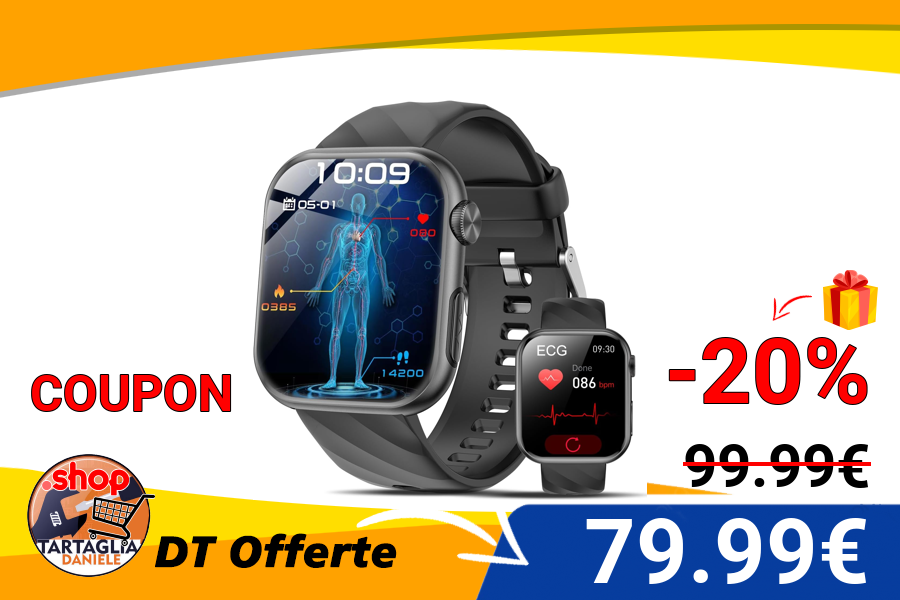 10:09
05-01
080
0385
14200
ECG
09:30
Done
086 bpm
COUPON
-20%
99.99€
79.99€
.shop
TARTAGLIA
DANIELE
DT Offerte